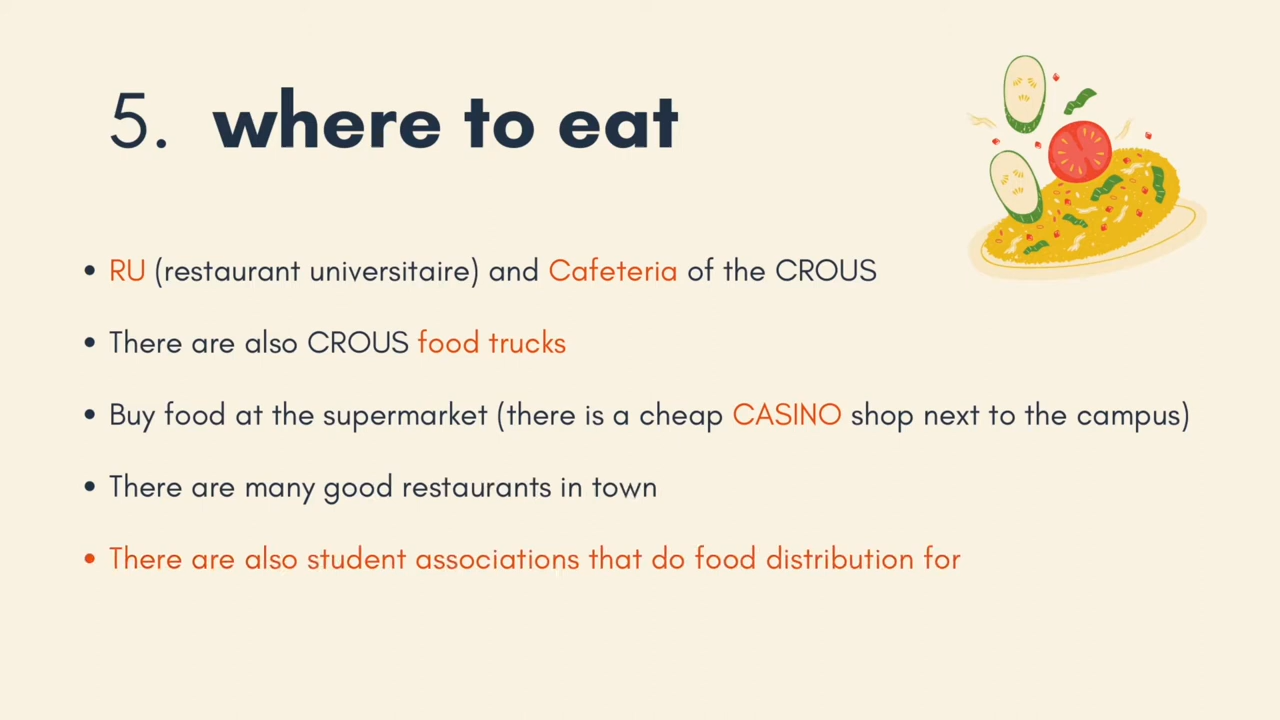 5. where to eat
• RU (restaurant universitaire) and Cafeteria of the CROUS
• There are also CROUS food trucks
• Buy food at the supermarket (there is a cheap CASINO shop next to the campus)
• There are many good restaurants in town
• There are also student associations that do food distribution for